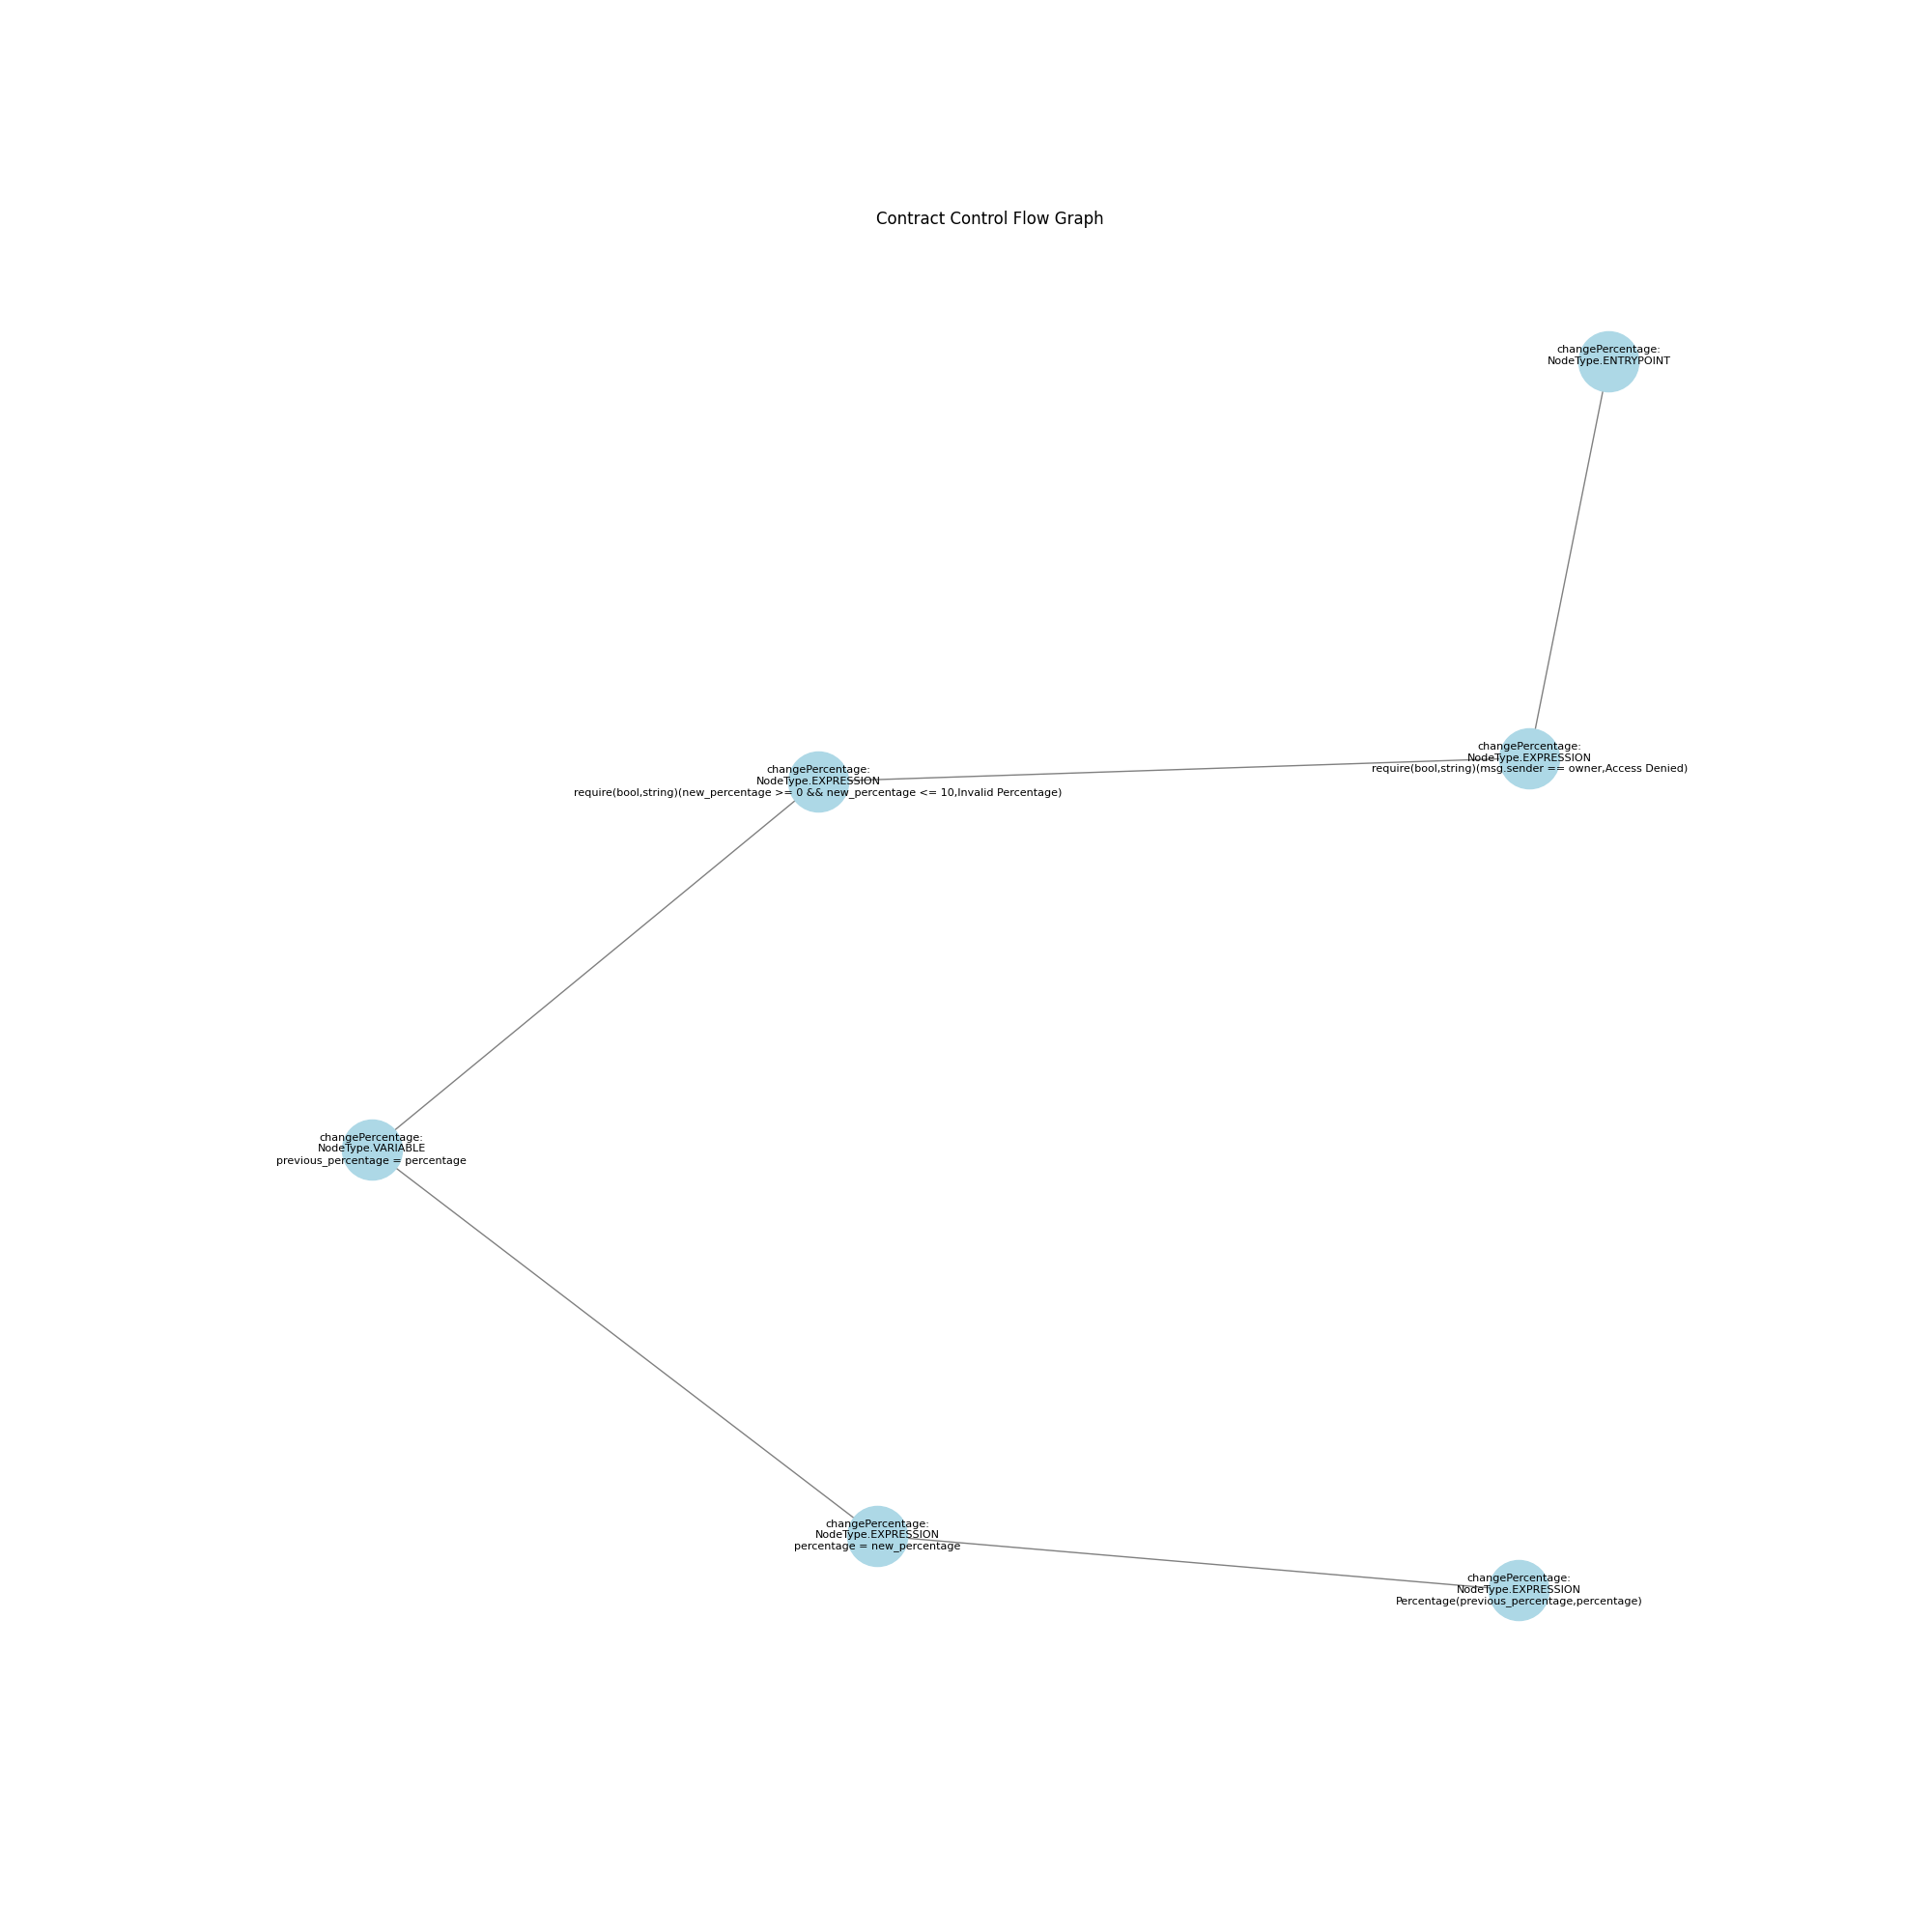 Contract Control Flow Graph
changePercentage:
NodeType.ENTRYPOINT
changePercentage:
NodeType.EXPRESSION
require(bool,string)(msg.sender == owner,Access Denied)
changePercentage:
NodeType.EXPRESSION
require(bool,string)(new_percentage >= 0 && new_percentage <= 10,Invalid Percentage)
changePercentage:
NodeType.VARIABLE
previous_percentage = percentage
changePercentage:
NodeType.EXPRESSION
percentage = new_percentage
changePercentage:
NodeType.EXPRESSION
Percentage(previous_percentage,percentage)